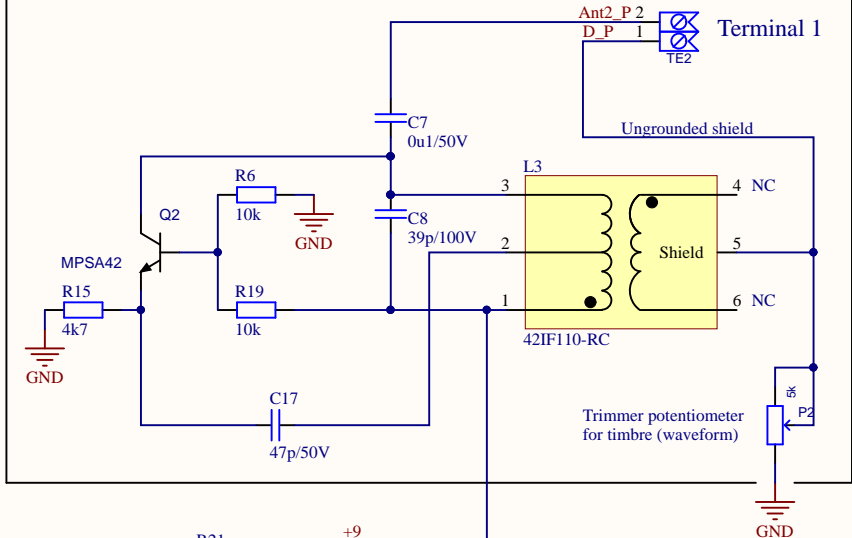 Ant2_P 2
D_P 1
TE2
Terminal 1
Ungrounded shield
C7
0u1/50V
L3
R6
10k
GND
3
4 NC
Q2
C8
39p/100V
MPSA42
2
Shield
5
R15
4k7
GND
R19
10k
1
6 NC
42IF110-RC
C17
47p/50V
5k
P2
Trimmer potentiometer
for timbre (waveform)
GND
R21
+9